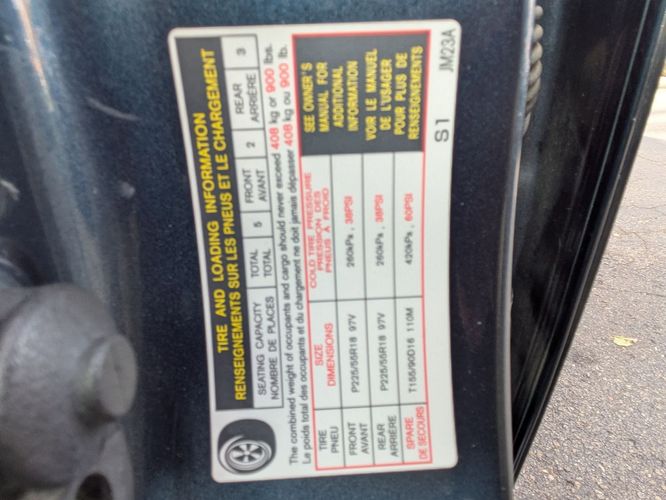 TIRE AND LOADING INFORMATION
RENSEIGNEMENTS SUR LES PNEUS ET LE CHARGEMENT
SEATING CAPACITY TOTAL 5 FRONT 2 REAR 3
NOMBRE DE PLACES TOTAL AVANT ARRIÈRE
The combined weight of occupants and cargo should never exceed 408 kg or 900 lbs.
Le poids total des occupants et du chargement ne doit jamais dépasser 408 kg ou 900 lb.
TIRE SIZE COLD TIRE PRESSURE
PNEU DIMENSIONS PRESSION DES
PNEUS À FROID
FRONT P225/55R18 97V 260kPa, 38PSI
AVANT
REAR P225/55R18 97V 260kPa, 38PSI
ARRIÈRE
SPARE T155/90D16 110M 420kPa, 60PSI
DE SECOURS
SEE OWNER'S
MANUAL FOR
ADDITIONAL
INFORMATION
VOIR LE MANUEL
DE L'USAGER
POUR PLUS DE
RENSEIGNEMENTS
S1 JM23A